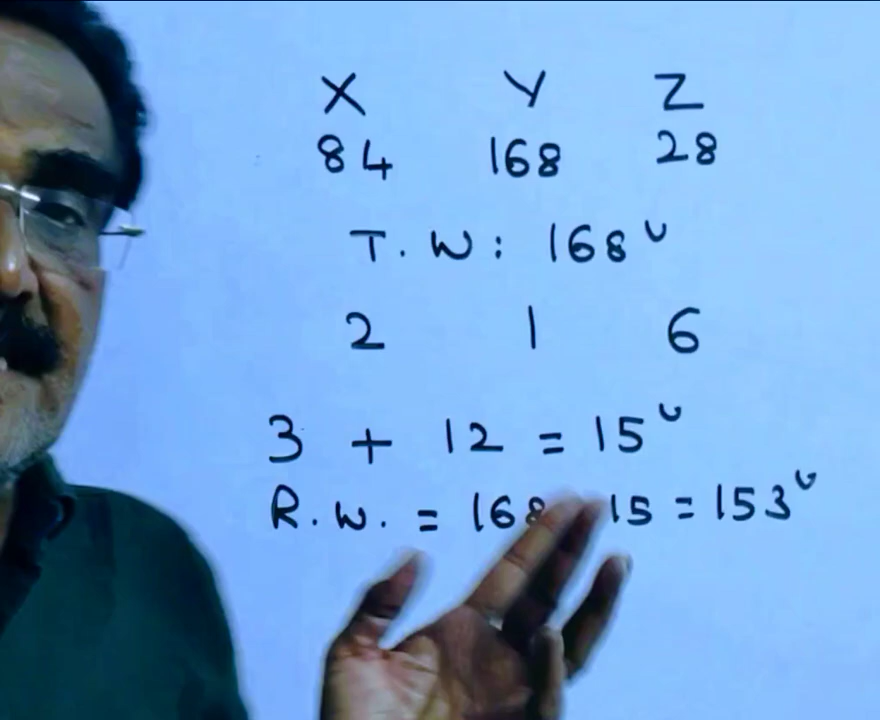 X Y Z
84 168 28
T.W: 168ᵁ
2 1 6
3 + 12 = 15ᵁ
R.W. = 168 15 = 153ᵁ